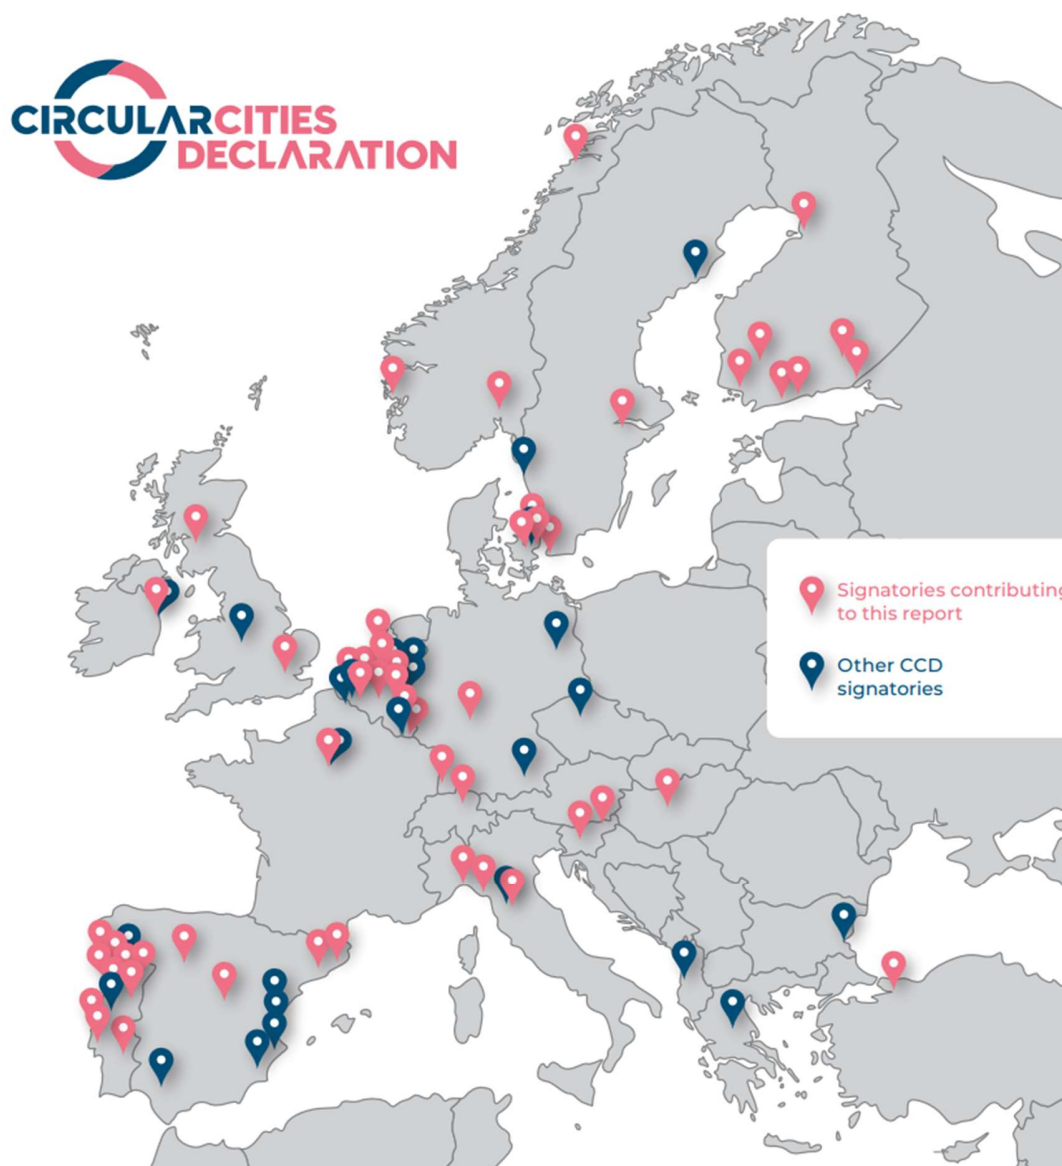 CIRCULARCITIES
DECLARATION
Signatories contributing
to this report
Other CCD
signatories